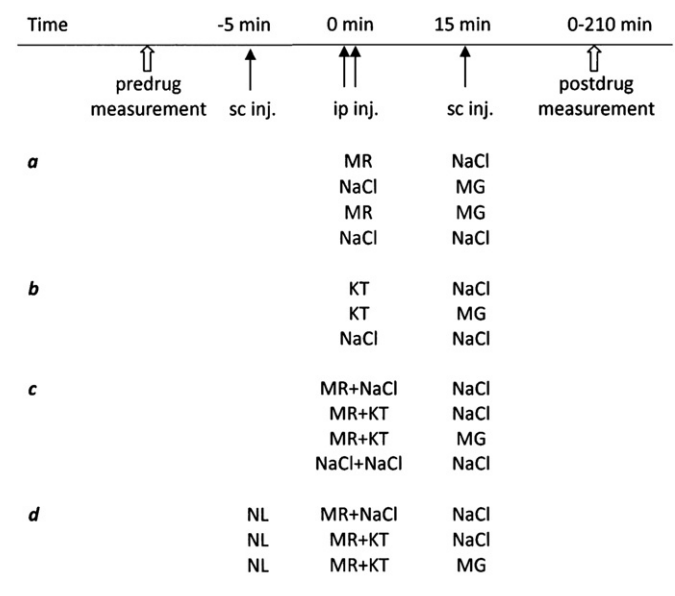 Time -5 min 0 min 15 min 0-210 min
predrug
measurement sc inj. ip inj. sc inj. postdrug
measurement
a MR NaCl
NaCl MG
MR MG
NaCl NaCl
b KT NaCl
KT MG
NaCl NaCl
c MR+NaCl NaCl
MR+KT NaCl
MR+KT MG
NaCl+NaCl NaCl
d NL MR+NaCl NaCl
NL MR+KT NaCl
NL MR+KT MG